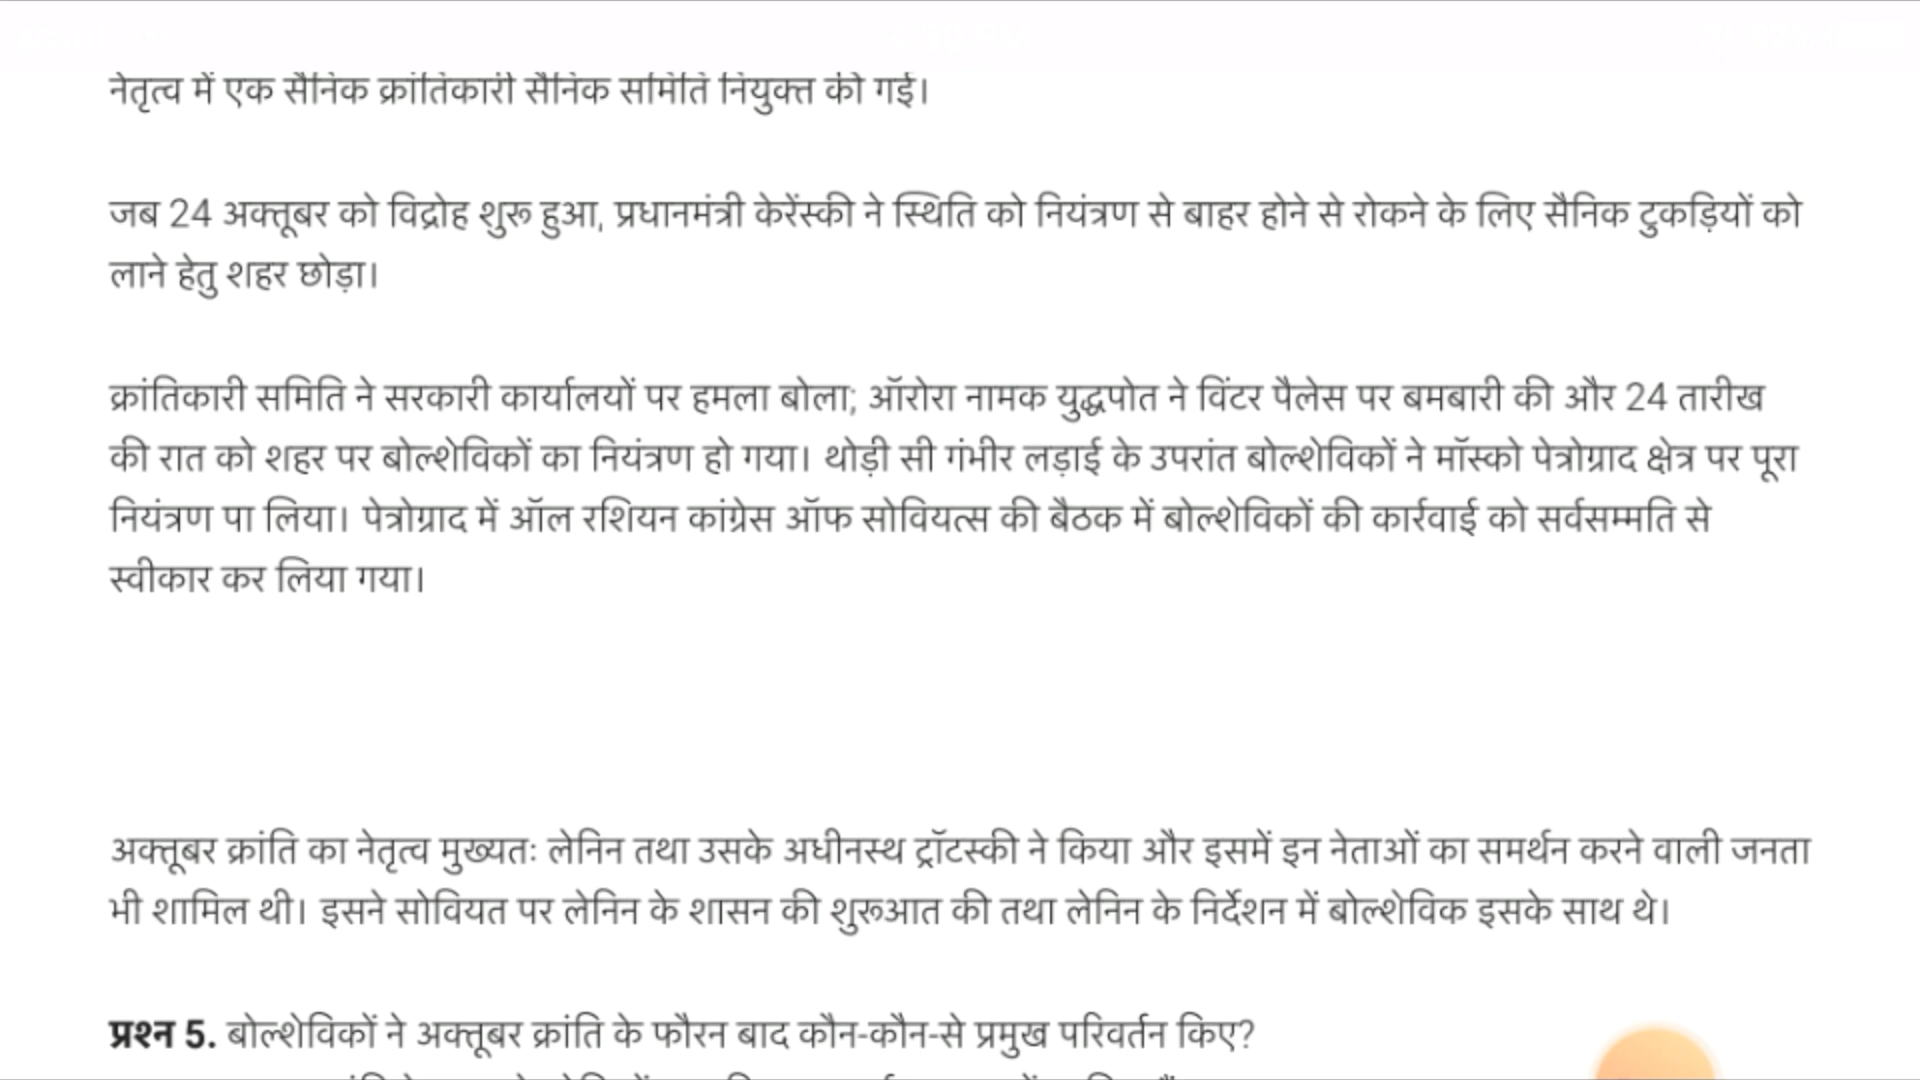 नेतृत्व में एक सैनिक क्रांतिकारी सैनिक समिति नियुक्त की गई।
जब 24 अक्तूबर को विद्रोह शुरू हुआ, प्रधानमंत्री केरेंस्की ने स्थिति को नियंत्रण से बाहर होने से रोकने के लिए सैनिक टुकड़ियों को
लाने हेतु शहर छोड़ा।
क्रांतिकारी समिति ने सरकारी कार्यालयों पर हमला बोला; ऑरोरा नामक युद्धपोत ने विंटर पैलेस पर बमबारी की और 24 तारीख
की रात को शहर पर बोल्शेविकों का नियंत्रण हो गया। थोड़ी सी गंभीर लड़ाई के उपरांत बोल्शेविकों ने मॉस्को पेत्रोग्राद क्षेत्र पर पूरा
नियंत्रण पा लिया। पेत्रोग्राद में ऑल रशियन कांग्रेस ऑफ सोवियत्स की बैठक में बोल्शेविकों की कार्रवाई को सर्वसम्मति से
स्वीकार कर लिया गया।
अक्तूबर क्रांति का नेतृत्व मुख्यतः लेनिन तथा उसके अधीनस्थ ट्रॉटस्की ने किया और इसमें इन नेताओं का समर्थन करने वाली जनता
भी शामिल थी। इसने सोवियत पर लेनिन के शासन की शुरूआत की तथा लेनिन के निर्देशन में बोल्शेविक इसके साथ थे।
प्रश्न 5. बोल्शेविकों ने अक्तूबर क्रांति के फौरन बाद कौन-कौन-से प्रमुख परिवर्तन किए?